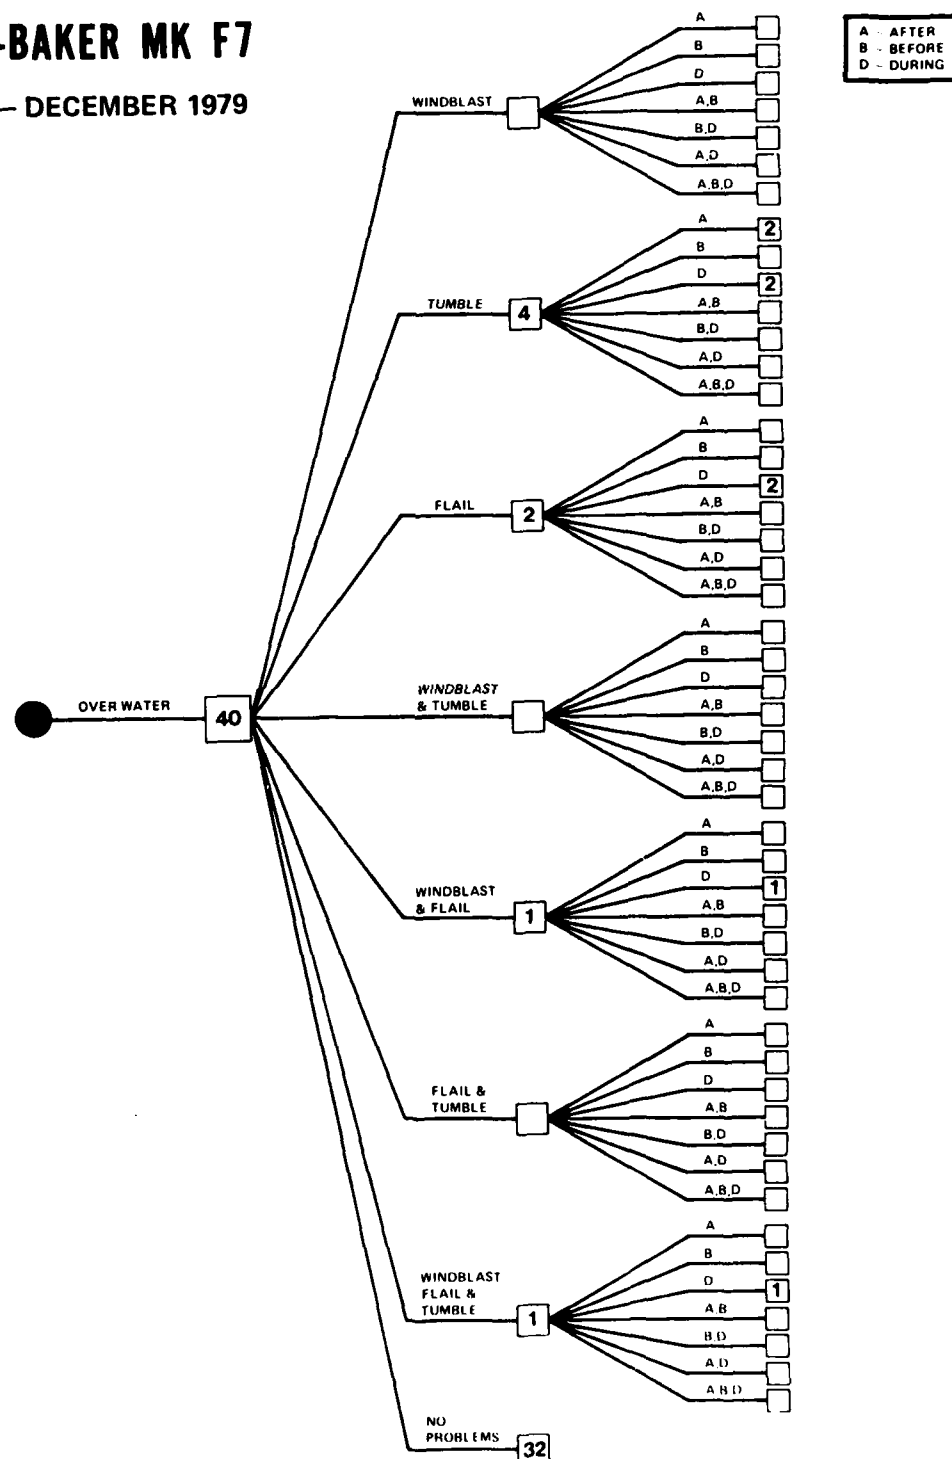 -BAKER MK F7
– DECEMBER 1979
A - AFTER
B - BEFORE
D - DURING
WINDBLAST
A
B
D
A,B
B,D
A,D
A,B,D
TUMBLE
4
A 2
B
D 2
A,B
B,D
A,D
A,B,D
FLAIL
2
A
B
D 2
A,B
B,D
A,D
A,B,D
OVER WATER
40
WINDBLAST
& TUMBLE
A
B
D
A,B
B,D
A,D
A,B,D
WINDBLAST
& FLAIL
1
A
B
D 1
A,B
B,D
A,D
A,B,D
FLAIL &
TUMBLE
A
B
D
A,B
B,D
A,D
A,B,D
WINDBLAST
FLAIL &
TUMBLE
1
A
B
D 1
A,B
B,D
A,D
A,B,D
NO
PROBLEMS
32